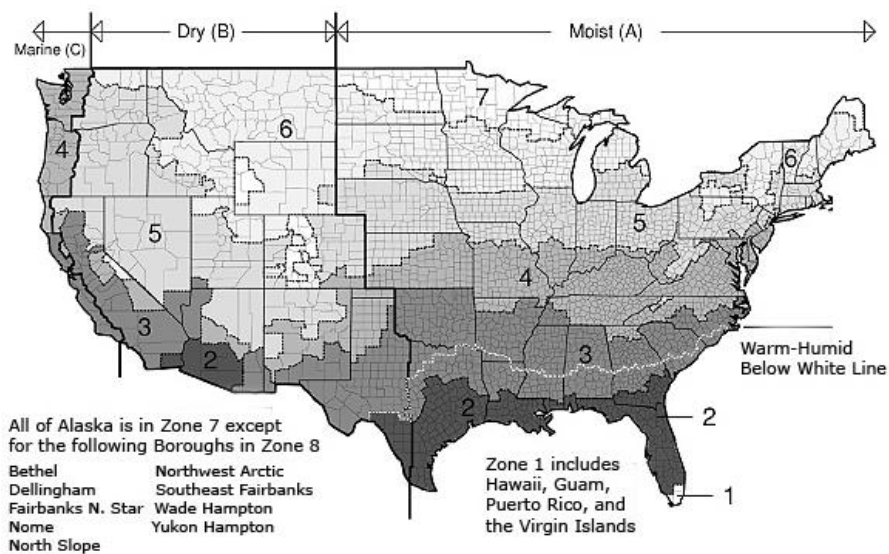 Marine (C)
Dry (B)
Moist (A)
7
6
4
6
5
5
4
3
3
2
2
Warm-Humid
Below White Line
2
1
All of Alaska is in Zone 7 except
for the following Boroughs in Zone 8
Bethel
Dellingham
Fairbanks N. Star
Nome
North Slope
Northwest Arctic
Southeast Fairbanks
Wade Hampton
Yukon Hampton
Zone 1 includes
Hawaii, Guam,
Puerto Rico, and
the Virgin Islands